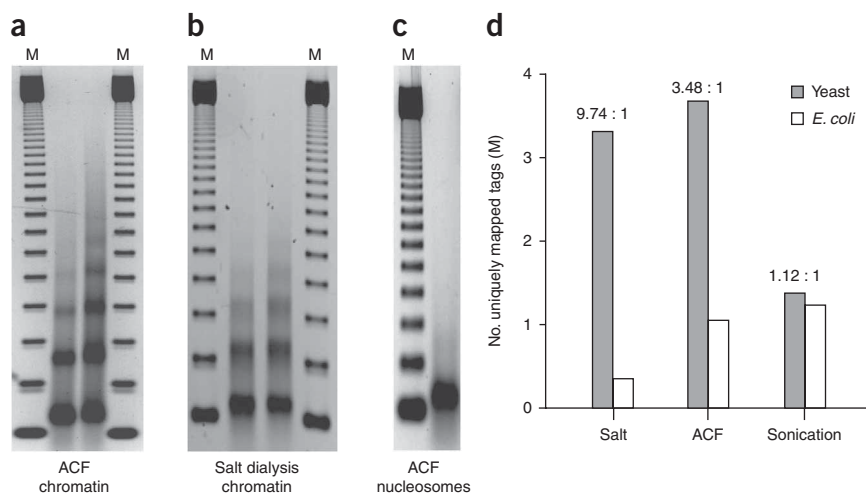 a
M
M
ACF
chromatin
b
M
M
Salt dialysis
chromatin
c
M
ACF
nucleosomes
d
No. uniquely mapped tags (M)
4
3
2
1
0
9.74 : 1
3.48 : 1
1.12 : 1
Yeast
E. coli
Salt
ACF
Sonication